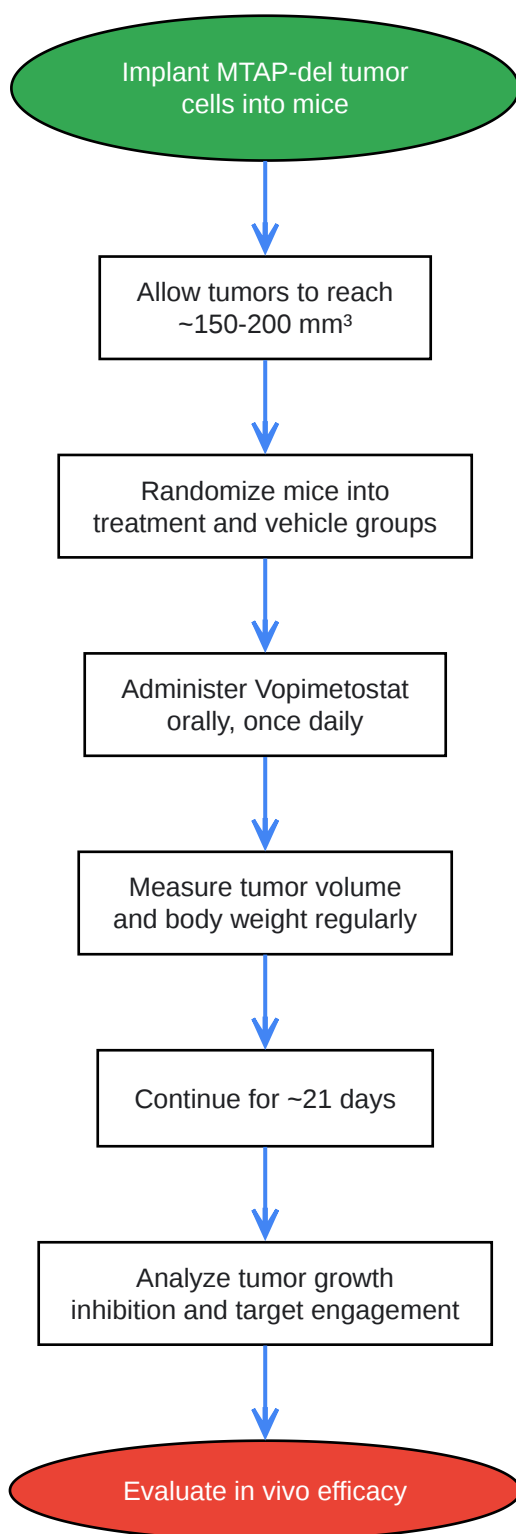 Implant MTAP-del tumor
cells into mice
Allow tumors to reach
~150-200 mm³
Randomize mice into
treatment and vehicle groups
Administer Vopimetostat
orally, once daily
Measure tumor volume
and body weight regularly
Continue for ~21 days
Analyze tumor growth
inhibition and target engagement
Evaluate in vivo efficacy